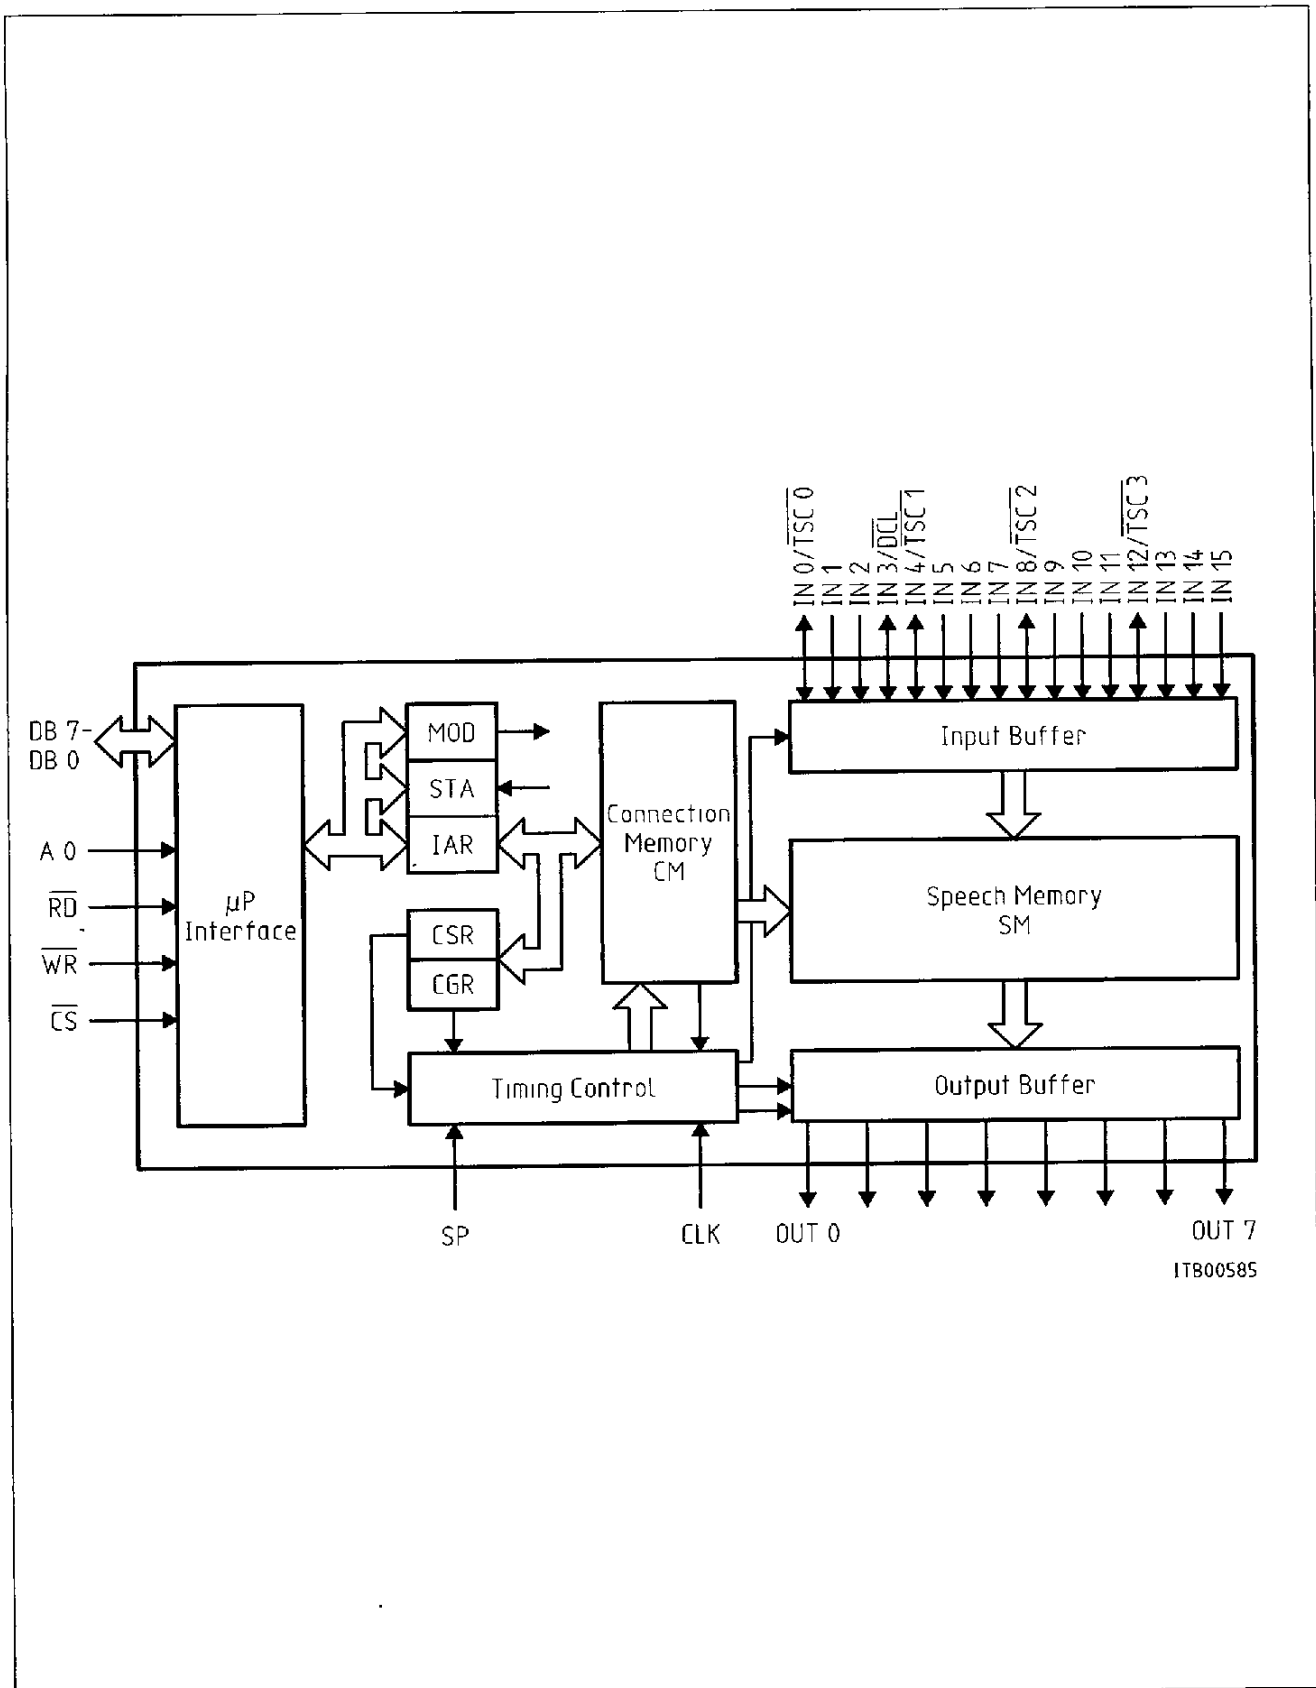 IN 0/TSC 0
IN 1
IN 2
IN 3/DCL
IN 4/TSC 1
IN 5
IN 6
IN 7
IN 8/TSC 2
IN 9
IN 10
IN 11
IN 12/TSC 3
IN 13
IN 14
IN 15
DB 7-
DB 0
A 0
RD
WR
CS
µP
Interface
MOD
STA
IAR
CSR
CGR
Connection
Memory
CM
Timing Control
Input Buffer
Speech Memory
SM
Output Buffer
SP
CLK
OUT 0
OUT 7
ITB00585